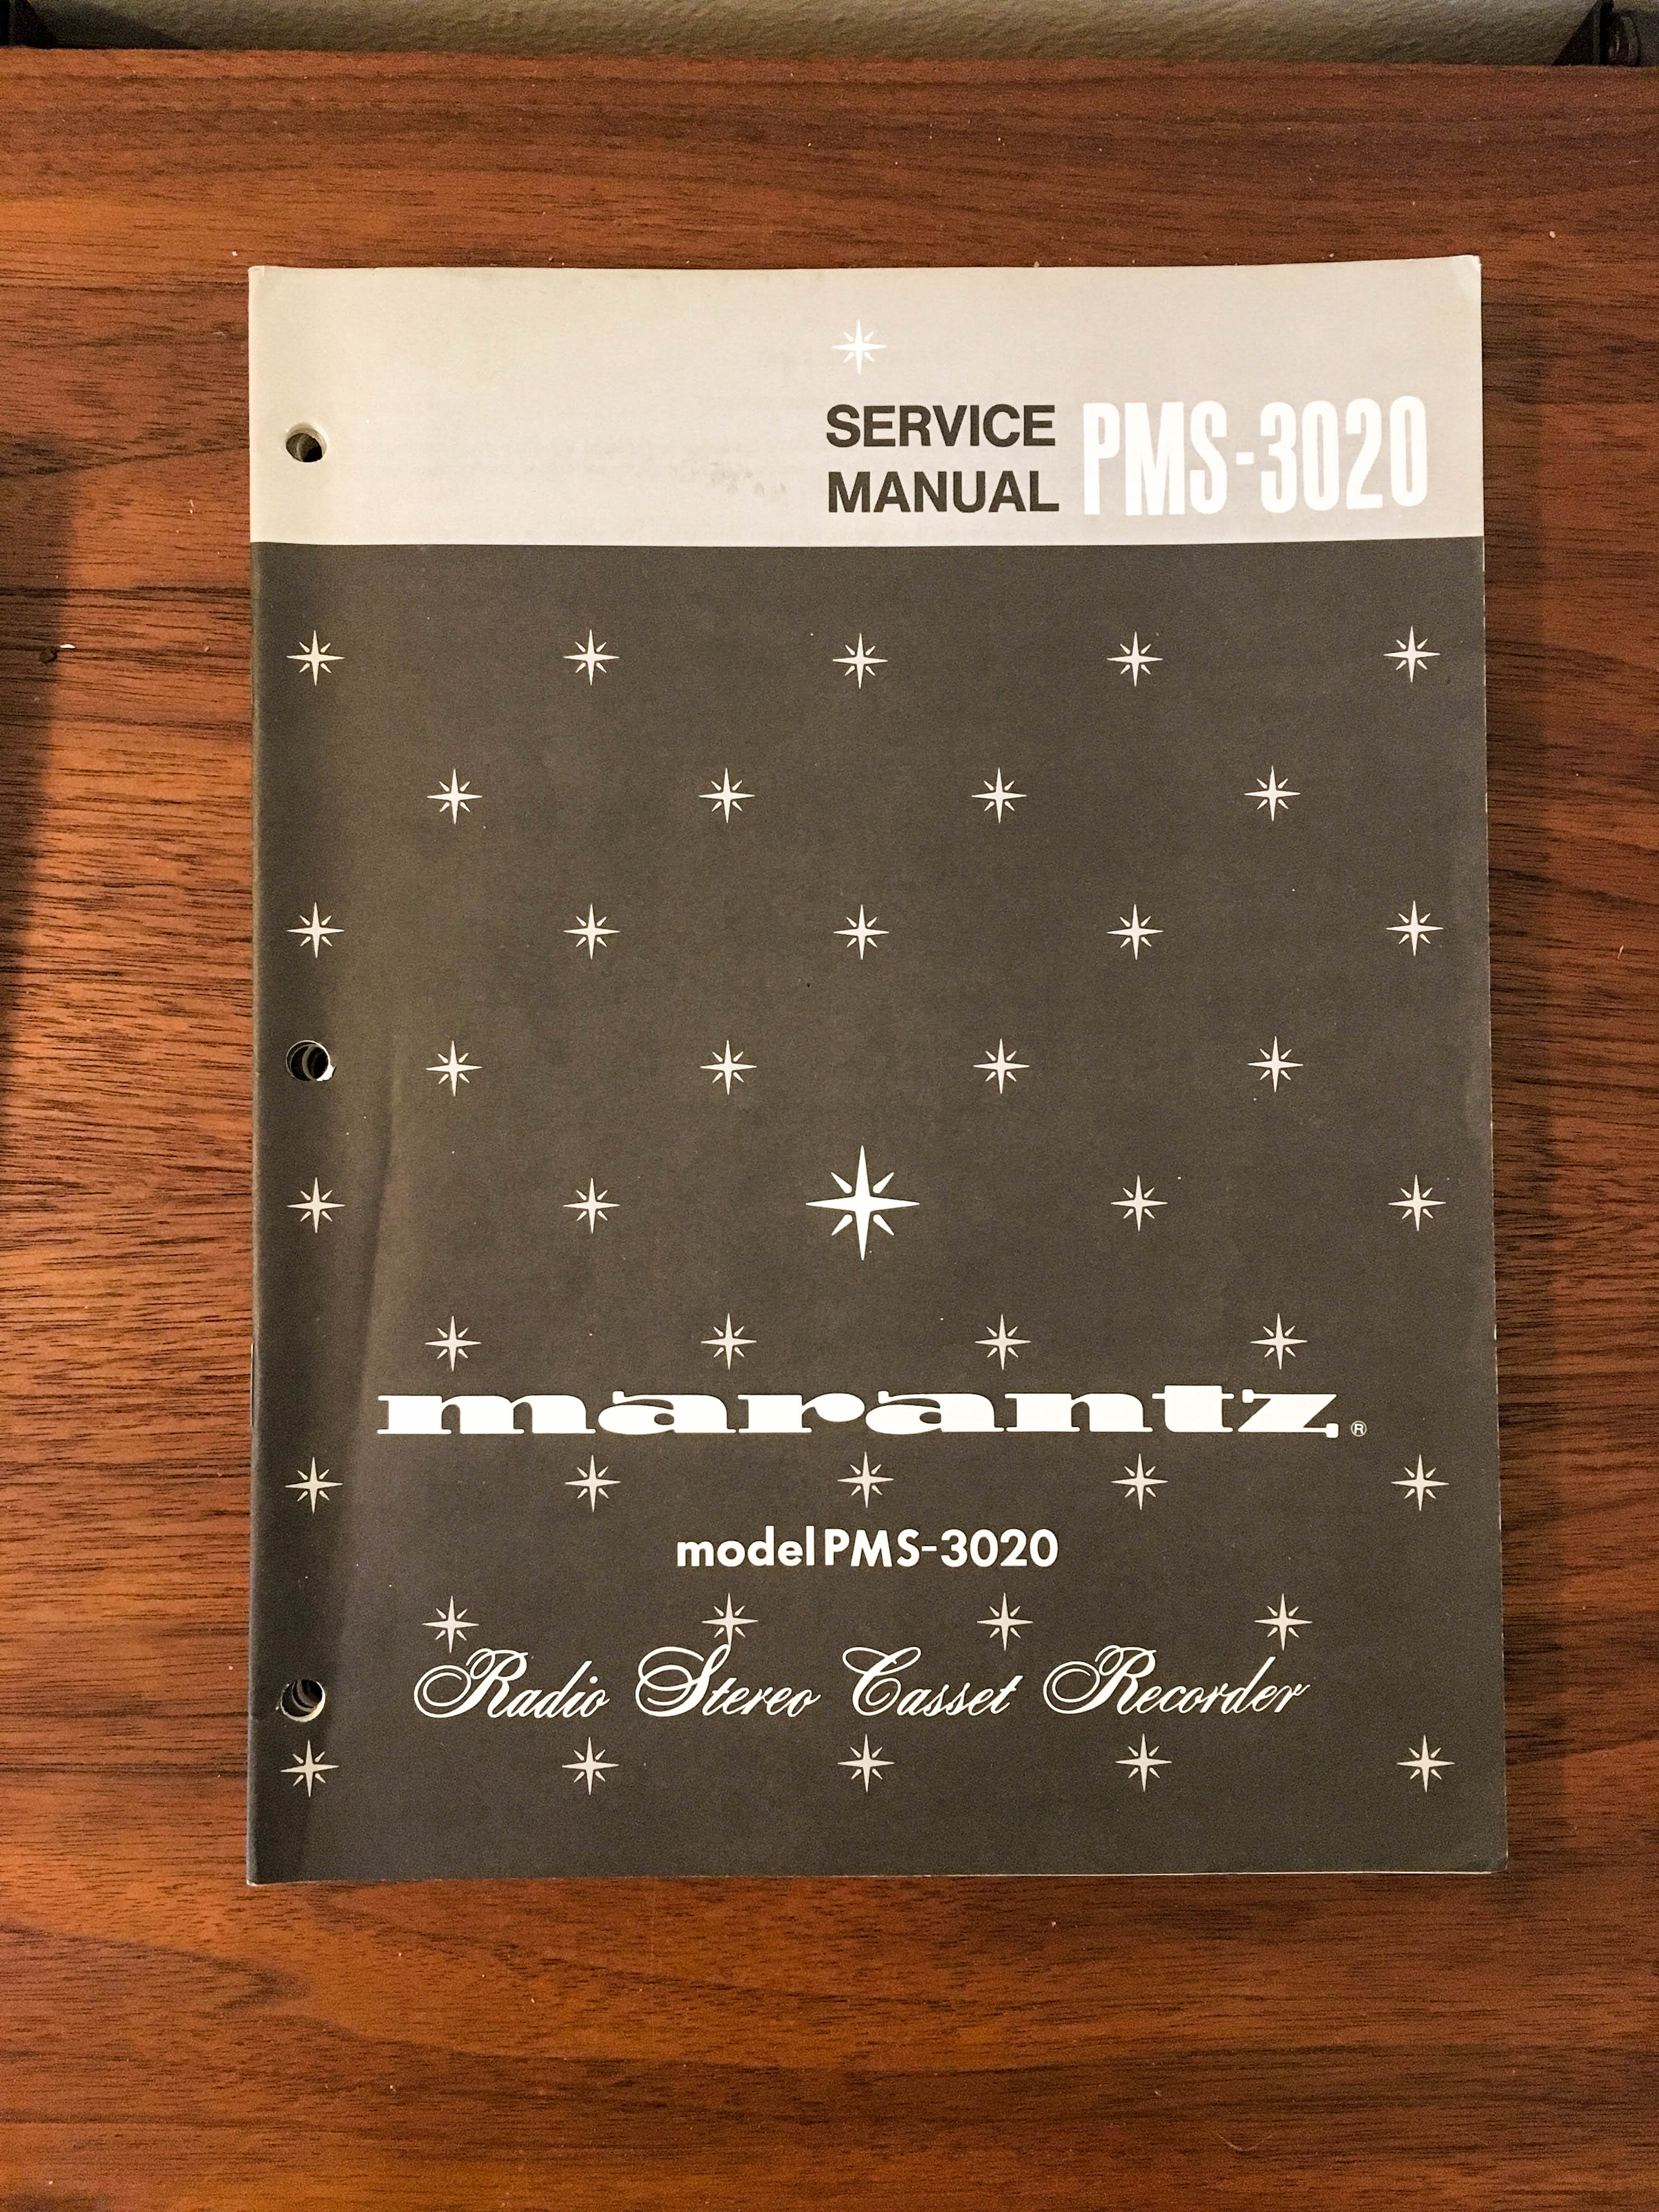 SERVICE
MANUAL PMS-3020
marantz®
model PMS-3020
Radio Stereo Casset Recorder